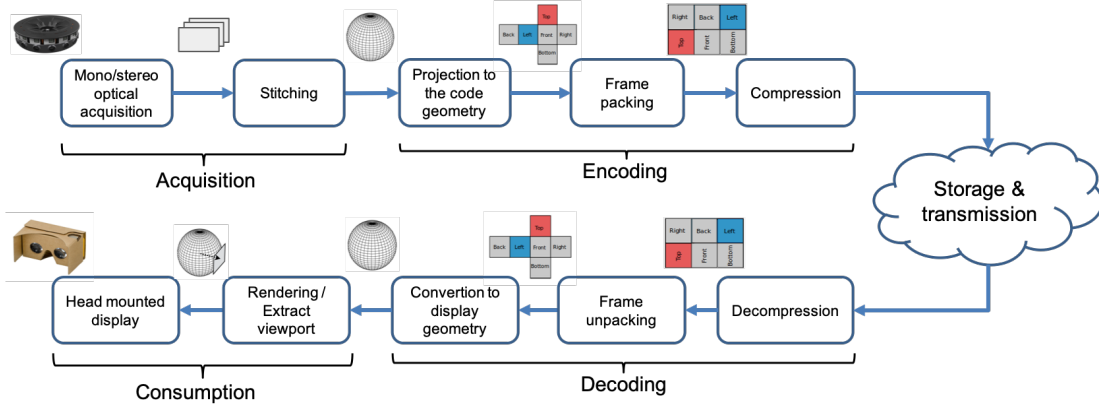 Top
Back
Left
Front
Right
Bottom
Right
Back
Left
Top
Front
Bottom
Mono/stereo
optical
acquisition
Stitching
Projection to
the code
geometry
Frame
packing
Compression
Acquisition
Encoding
Storage &
transmission
Top
Back
Left
Front
Right
Bottom
Right
Back
Left
Top
Front
Bottom
Head mounted
display
Rendering /
Extract
viewport
Convertion to
display
geometry
Frame
unpacking
Decompression
Consumption
Decoding